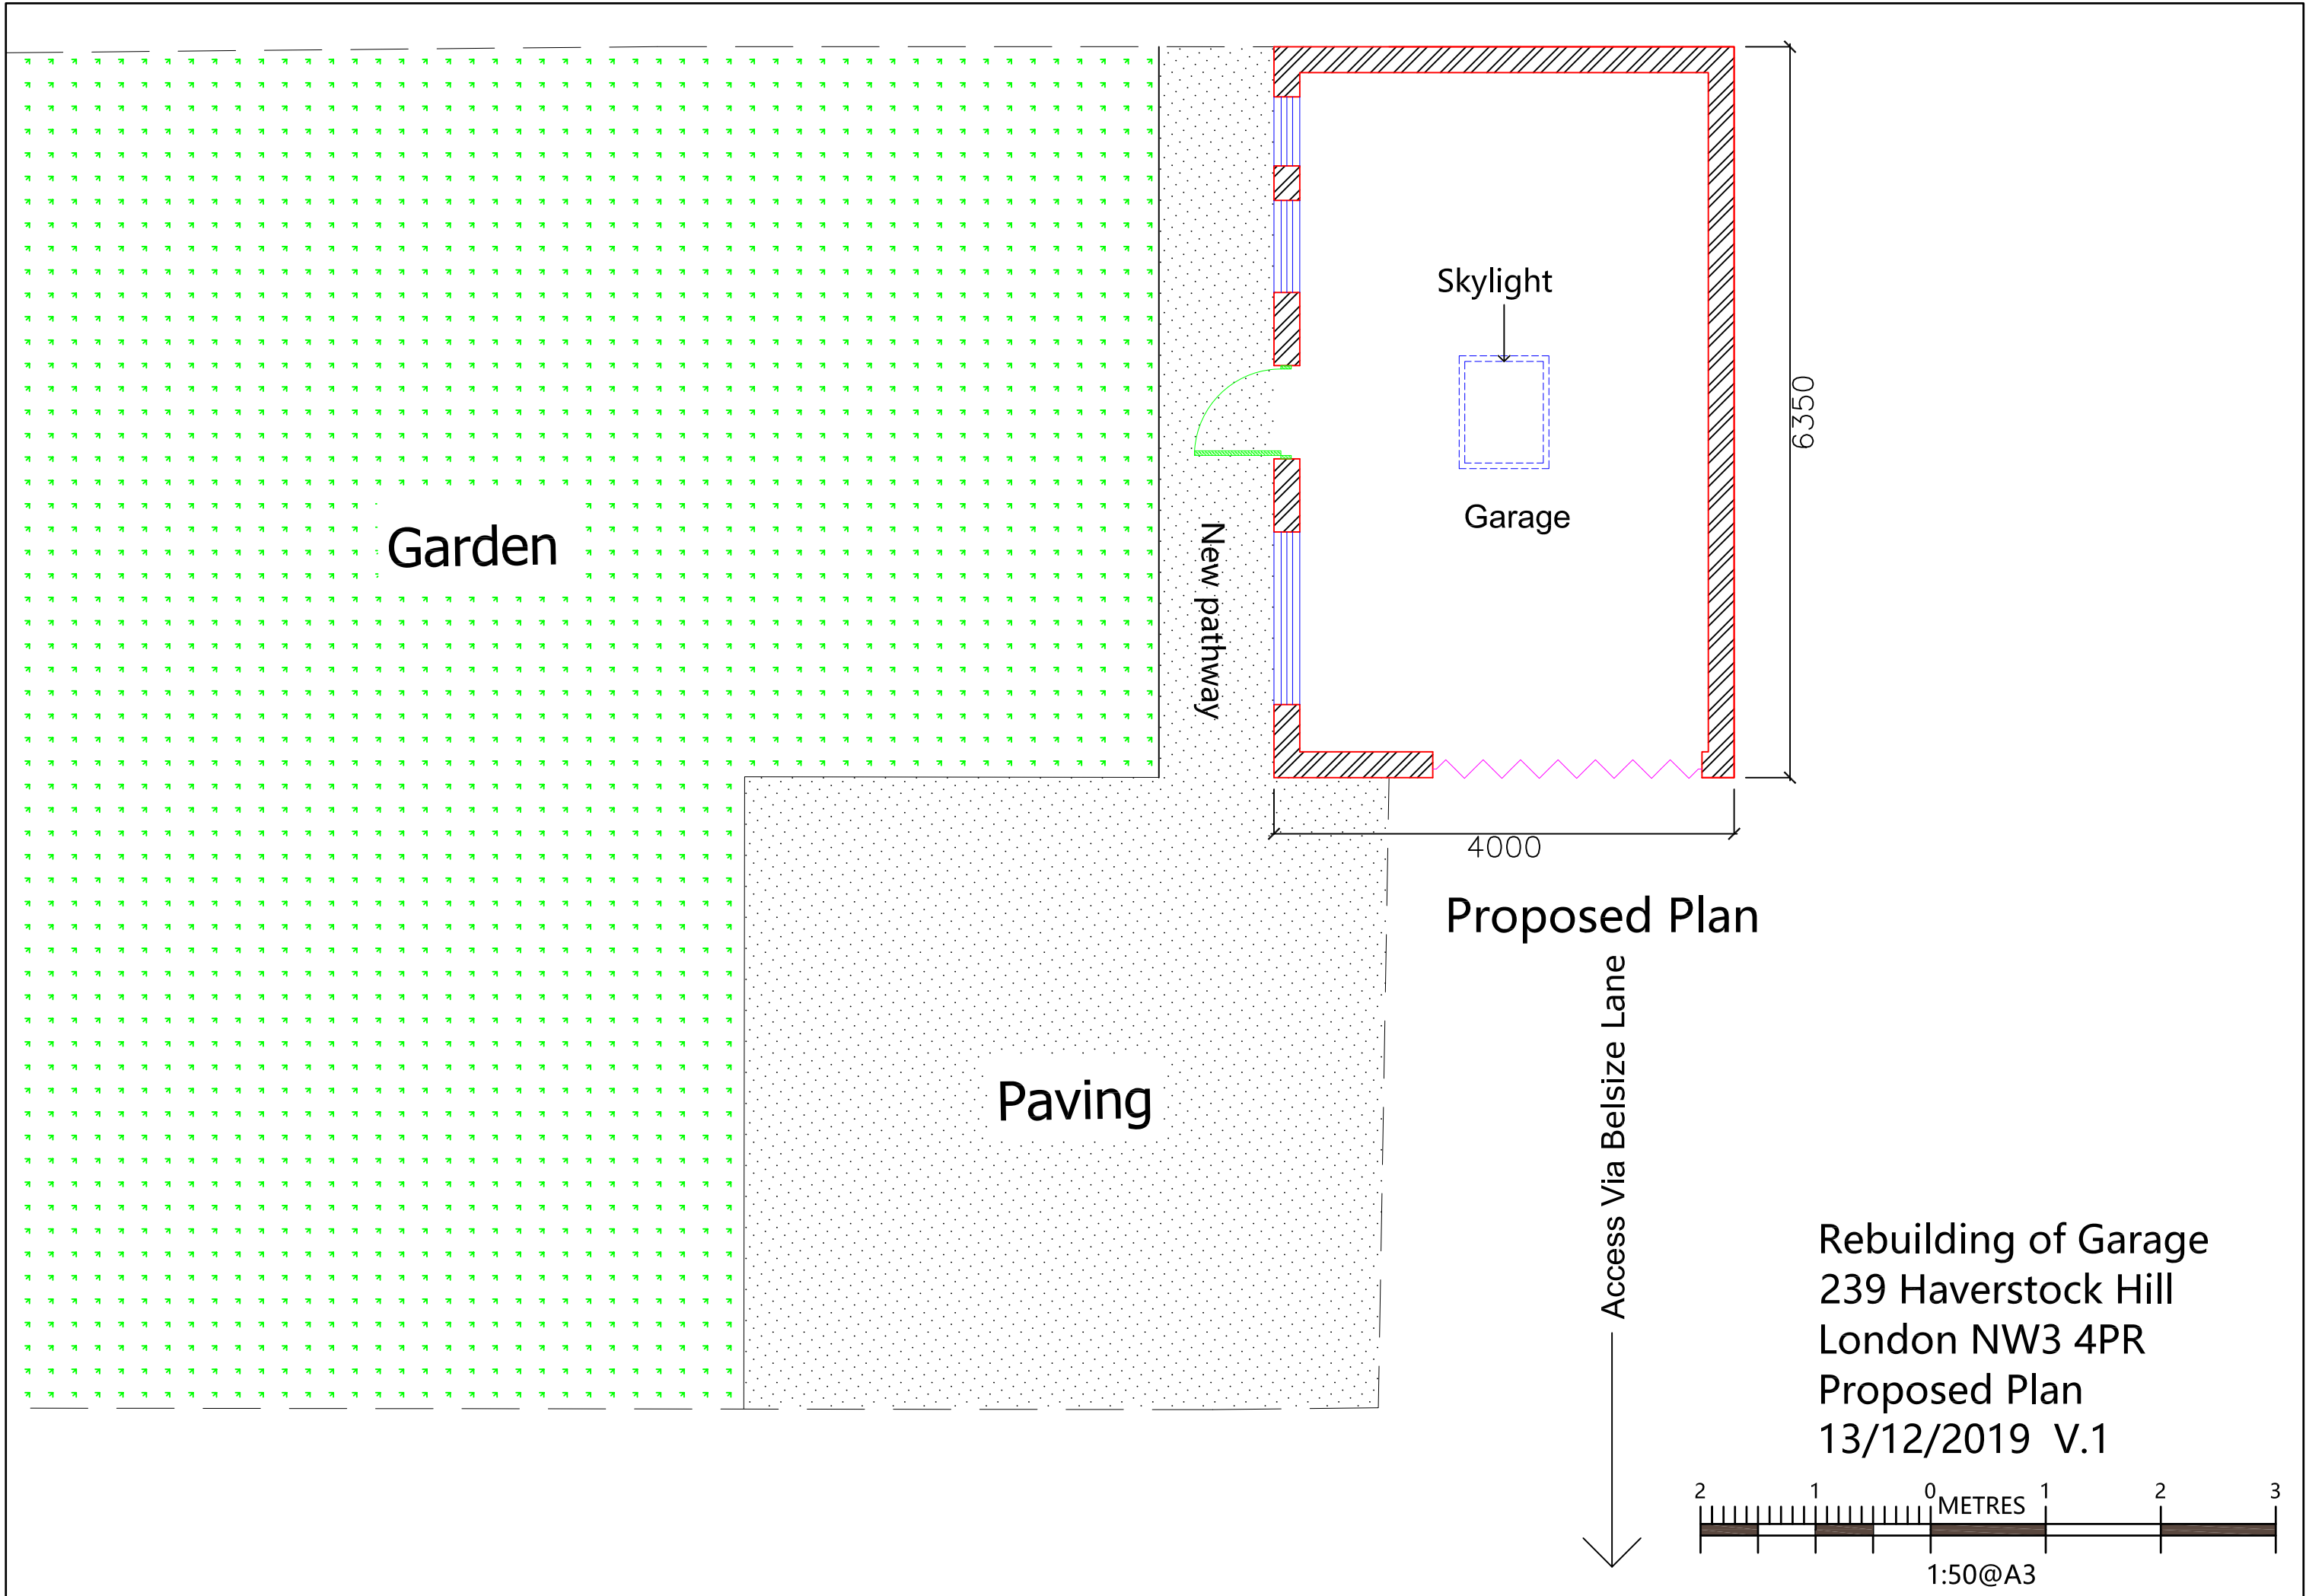 Skylight
6350
Garage
Garden
New pathway
4000
Proposed Plan
Access Via Belsize Lane
Paving
Rebuilding of Garage
239 Haverstock Hill
London NW3 4PR
Proposed Plan
13/12/2019 V.1
2 1 0 1 2 3
METRES
1:50@A3